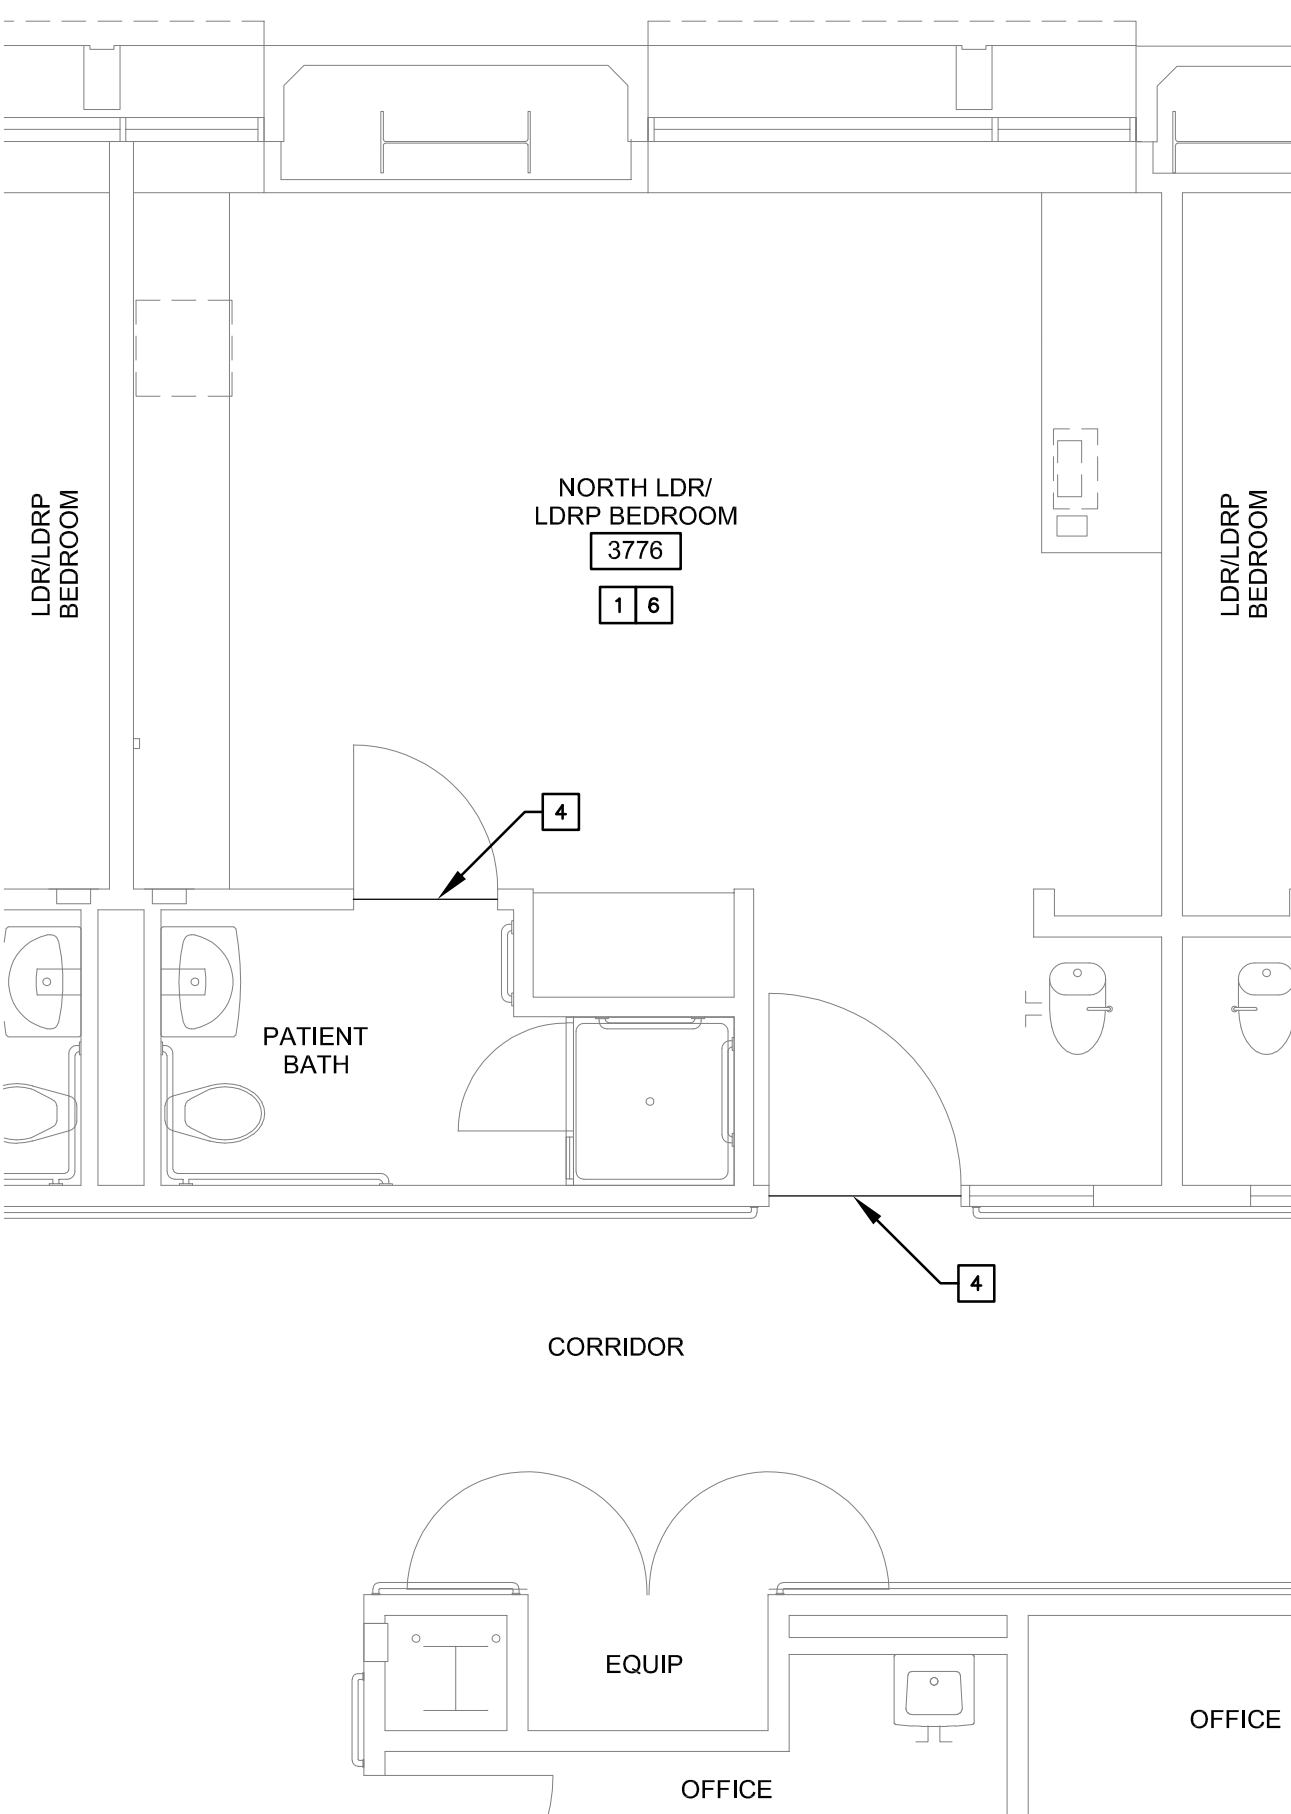 NORTH LDR/
LDRP BEDROOM
3776
1 6
LDR/LDRP
BEDROOM
LDR/LDRP
BEDROOM
4
PATIENT
BATH
4
CORRIDOR
EQUIP
OFFICE
OFFICE